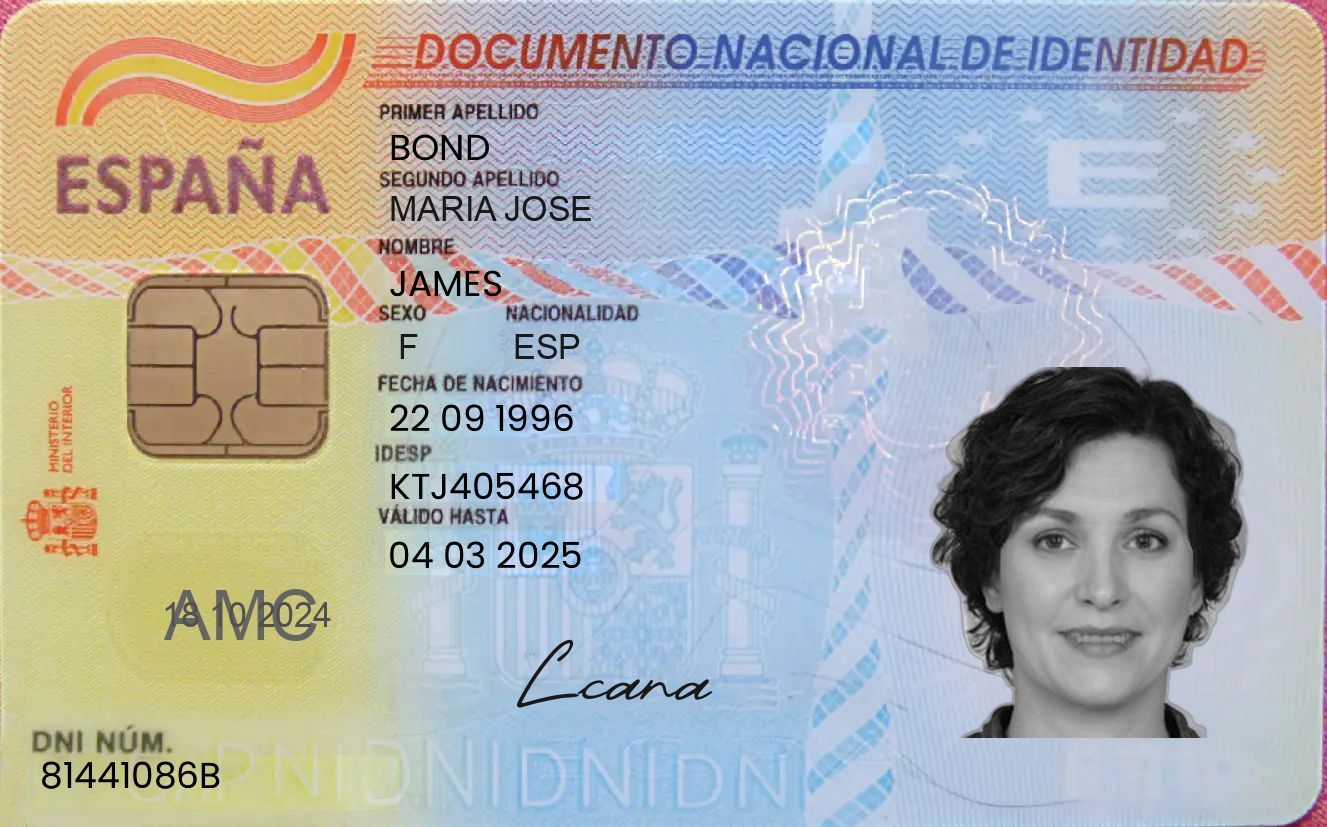 DOCUMENTO NACIONAL DE IDENTIDAD
ESPAÑA
PRIMER APELLIDO
BOND
SEGUNDO APELLIDO
MARIA JOSE
NOMBRE
JAMES
SEXO NACIONALIDAD
F ESP
FECHA DE NACIMIENTO
22 09 1996
IDESP
KTJ405468
VÁLIDO HASTA
04 03 2025
MINISTERIO
DEL INTERIOR
E
AMC
18 10 2024
Lcana
DNI NÚM.
81441086B
DNIDNIDNIDNI